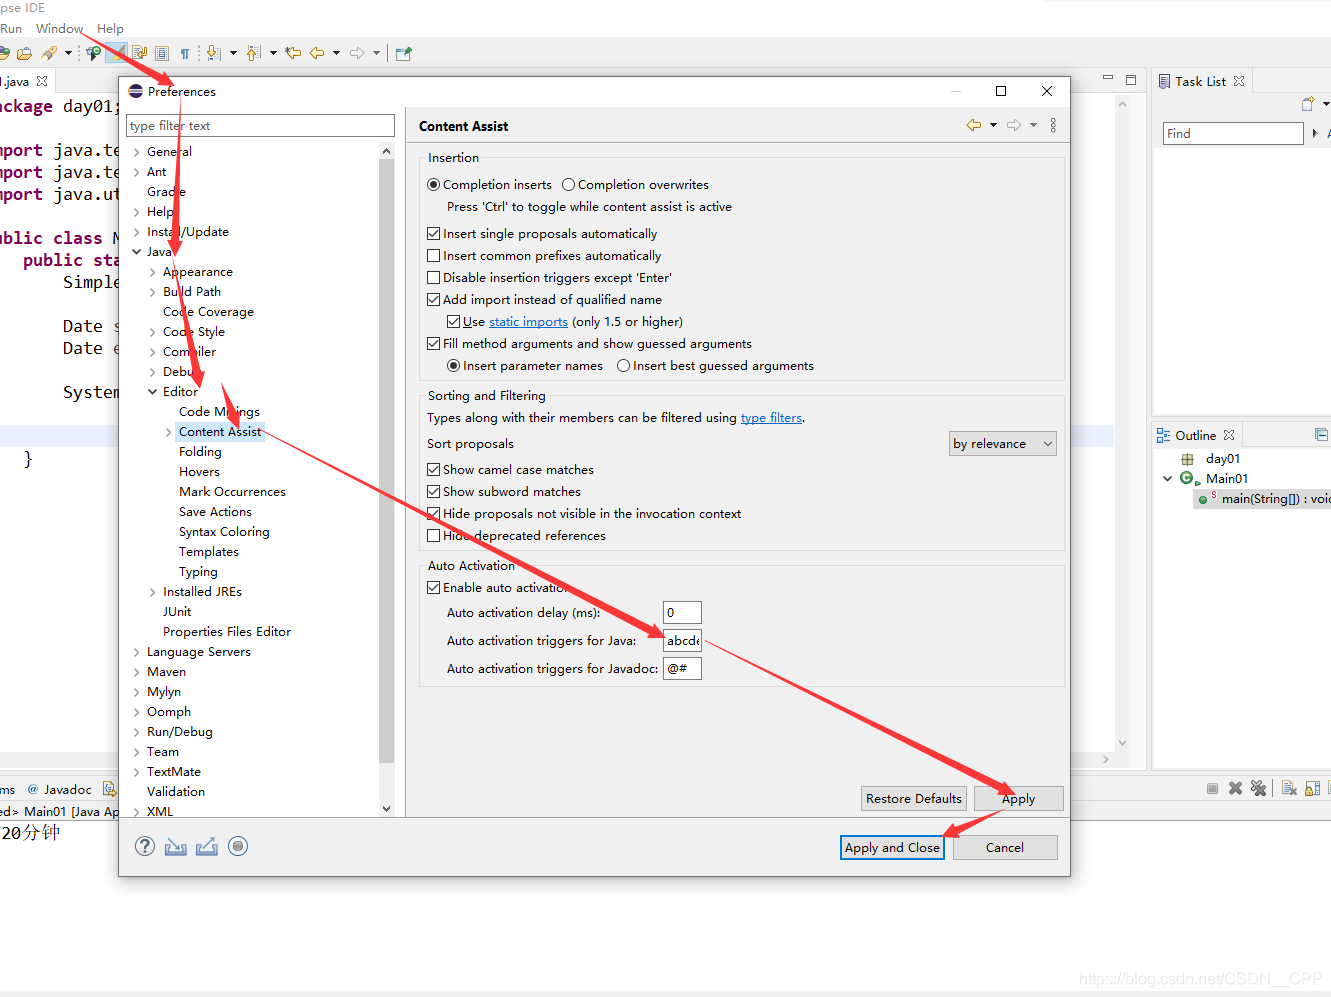 pse IDE
Run Window Help
.java
ackage day01;
mport java.te
mport java.te
mport java.ut
ublic class M
public sta
Simple
Date s
Date e
System
}
Preferences
type filter text
General
Ant
Gradle
Help
Install/Update
Java
Appearance
Build Path
Code Coverage
Code Style
Compiler
Debug
Editor
Code Minings
Content Assist
Folding
Hovers
Mark Occurrences
Save Actions
Syntax Coloring
Templates
Typing
Installed JREs
JUnit
Properties Files Editor
Language Servers
Maven
Mylyn
Oomph
Run/Debug
Team
TextMate
Validation
XML
Content Assist
Insertion
Completion inserts Completion overwrites
Press 'Ctrl' to toggle while content assist is active
Insert single proposals automatically
Insert common prefixes automatically
Disable insertion triggers except 'Enter'
Add import instead of qualified name
Use static imports (only 1.5 or higher)
Fill method arguments and show guessed arguments
Insert parameter names Insert best guessed arguments
Sorting and Filtering
Types along with their members can be filtered using type filters.
Sort proposals by relevance
Show camel case matches
Show subword matches
Hide proposals not visible in the invocation context
Hide deprecated references
Auto Activation
Enable auto activation
Auto activation delay (ms): 0
Auto activation triggers for Java: abcde
Auto activation triggers for Javadoc: @#
Restore Defaults Apply
Apply and Close Cancel
Task List
Find
Outline
day01
Main01
main(String[]) : void
ms @ Javadoc
ed> Main01 [Java Ap
20分钟
https://blog.csdn.net/CSDN__CPP